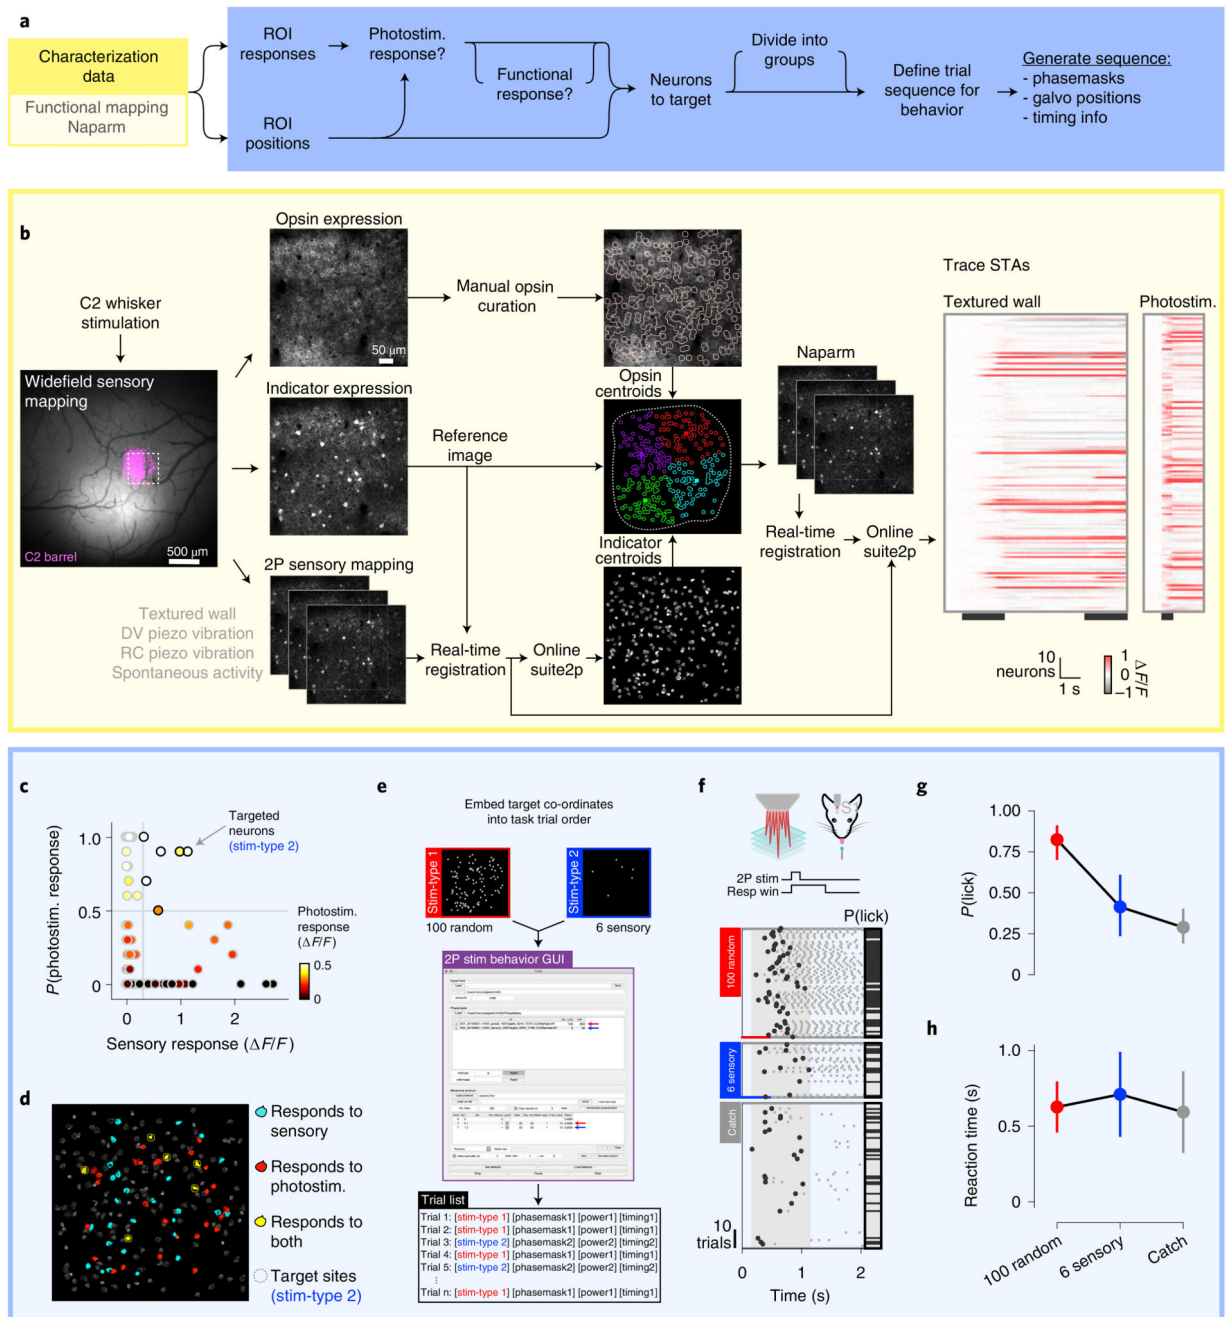 a
Characterization
data
Functional mapping
Naparm
ROI
responses
ROI
positions
Photostim.
response?
Functional
response?
Neurons
to target
Divide into
groups
Define trial
sequence for
behavior
Generate sequence:
- phasemasks
- galvo positions
- timing info
b
C2 whisker
stimulation
Widefield sensory
mapping
C2 barrel
500 µm
Opsin expression
50 µm
Manual opsin
curation
Opsin
centroids
Indicator expression
Reference
image
Indicator
centroids
2P sensory mapping
Textured wall
DV piezo vibration
RC piezo vibration
Spontaneous activity
Real-time
registration
Online
suite2p
Naparm
Real-time
registration
Online
suite2p
Trace STAs
Textured wall
Photostim.
10
neurons
1 s
1
0
−1
ΔF/F
c
P(photostim. response)
1.0
0.5
0
0
1
2
Sensory response (ΔF/F)
Targeted
neurons
(stim-type 2)
Photostim.
response
(ΔF/F)
0.5
0
d
Responds to
sensory
Responds to
photostim.
Responds to
both
Target sites
(stim-type 2)
e
Embed target co-ordinates
into task trial order
Stim-type 1
100 random
Stim-type 2
6 sensory
2P stim behavior GUI
Trial list
Trial 1: [stim-type 1] [phasemask1] [power1] [timing1]
Trial 2: [stim-type 1] [phasemask1] [power1] [timing1]
Trial 3: [stim-type 2] [phasemask2] [power2] [timing2]
Trial 4: [stim-type 1] [phasemask1] [power1] [timing1]
Trial 5: [stim-type 2] [phasemask2] [power2] [timing2]
⋮
Trial n: [stim-type 1] [phasemask1] [power1] [timing1]
f
S1
2P stim
Resp win
P(lick)
100 random
6 sensory
Catch
10
trials
0
1
2
Time (s)
g
P(lick)
1.00
0.75
0.50
0.25
0
h
Reaction time (s)
1.0
0.5
0
100 random
6 sensory
Catch